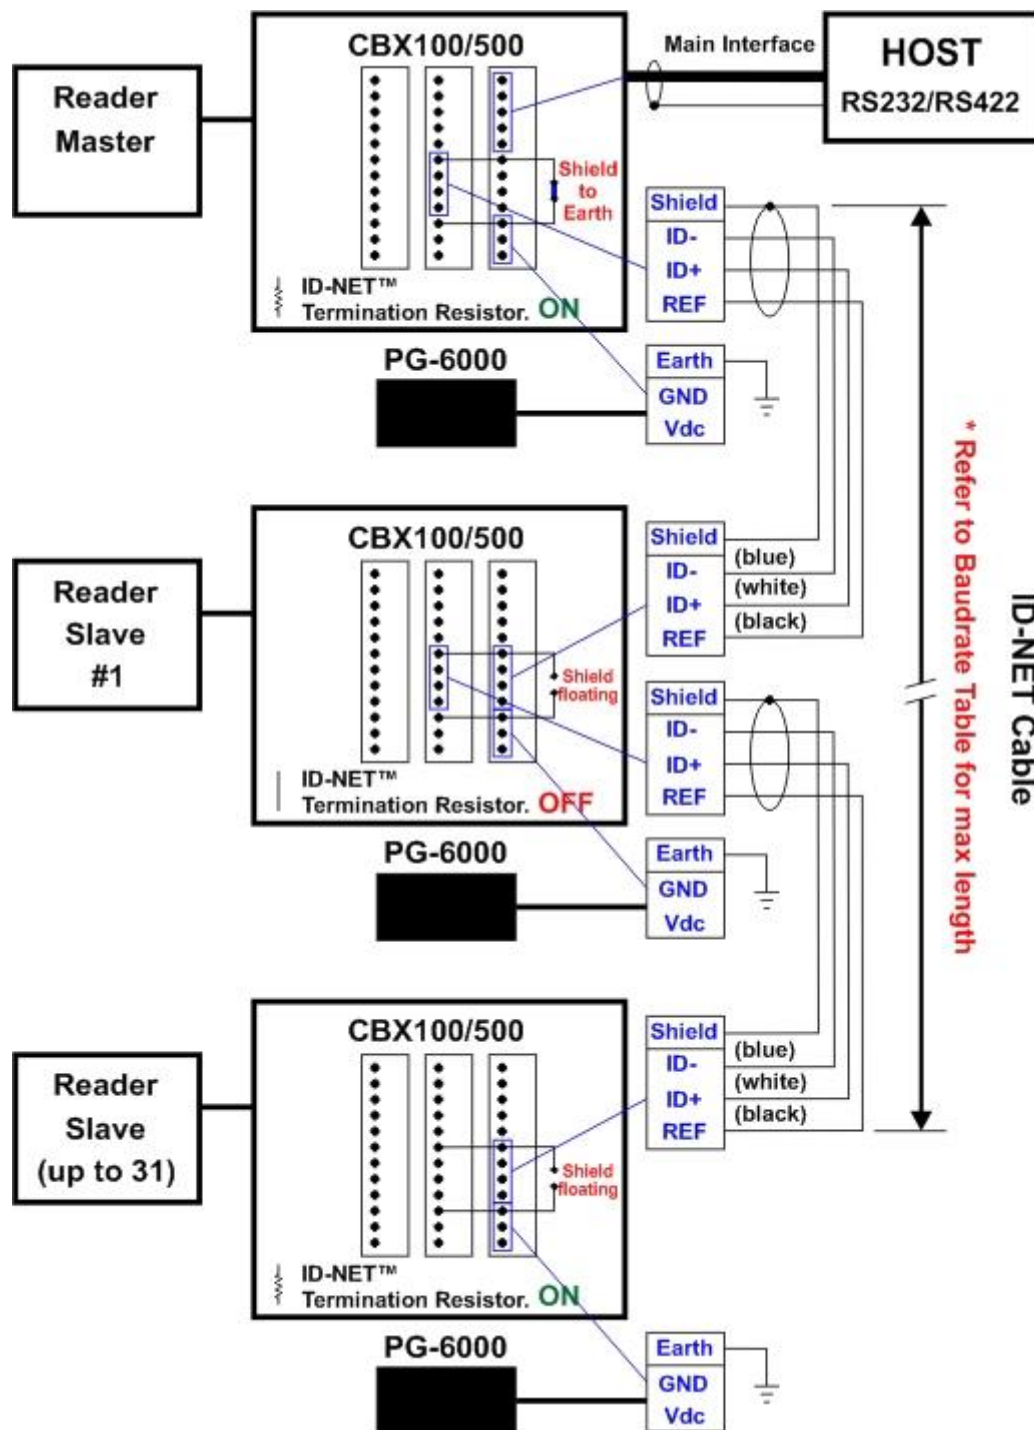 CBX100/500
Main Interface
HOST
RS232/RS422
Reader
Master
Shield
to
Earth
ID-NET™
Termination Resistor. ON
Shield
ID-
ID+
REF
PG-6000
Earth
GND
Vdc
CBX100/500
Reader
Slave
#1
Shield
floating
ID-NET™
Termination Resistor. OFF
Shield
ID-
ID+
REF
(blue)
(white)
(black)
Shield
ID-
ID+
REF
PG-6000
Earth
GND
Vdc
CBX100/500
Reader
Slave
(up to 31)
Shield
floating
ID-NET™
Termination Resistor. ON
Shield
ID-
ID+
REF
(blue)
(white)
(black)
PG-6000
Earth
GND
Vdc
* Refer to Baudrate Table for max length
ID-NET Cable